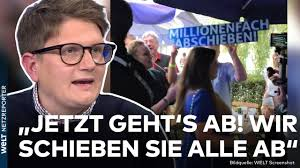 MILLIONENFACH
ABSCHIEBEN!
WELT NETZREPORTER
„JETZT GEHT'S AB! WIR
SCHIEBEN SIE ALLE AB“
Bildquelle: WELT Screenshot